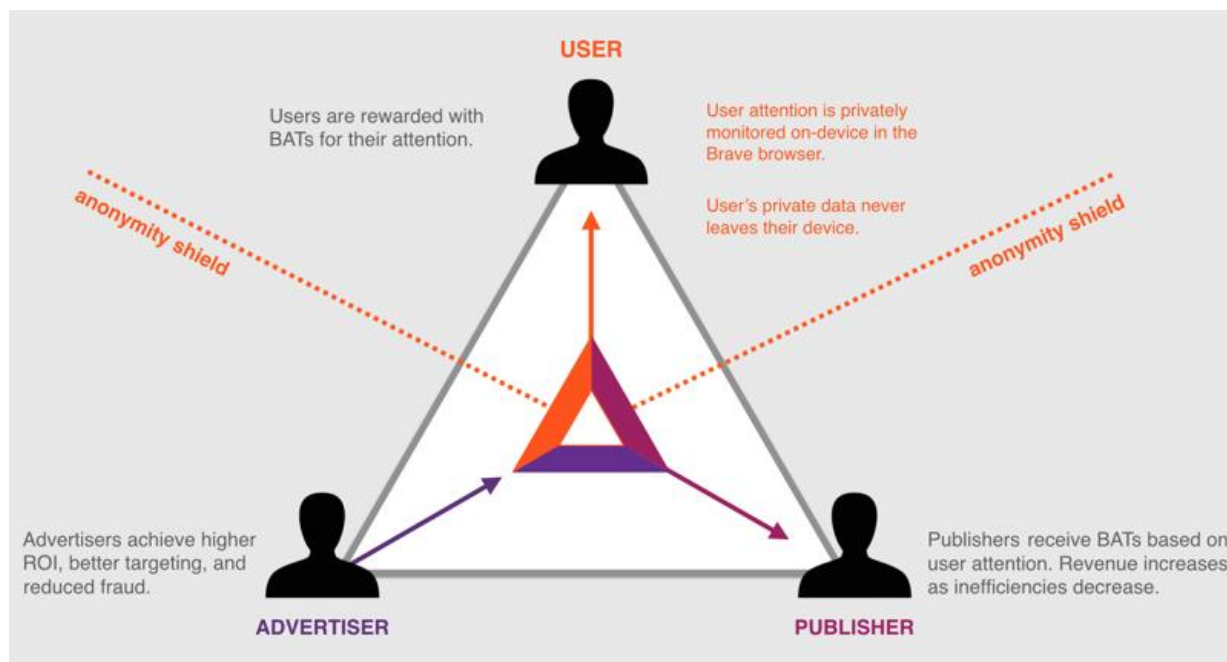 USER
Users are rewarded with
BATs for their attention.
User attention is privately
monitored on-device in the
Brave browser.
User's private data never
leaves their device.
anonymity shield
anonymity shield
Advertisers achieve higher
ROI, better targeting, and
reduced fraud.
ADVERTISER
Publishers receive BATs based on
user attention. Revenue increases
as inefficiencies decrease.
PUBLISHER